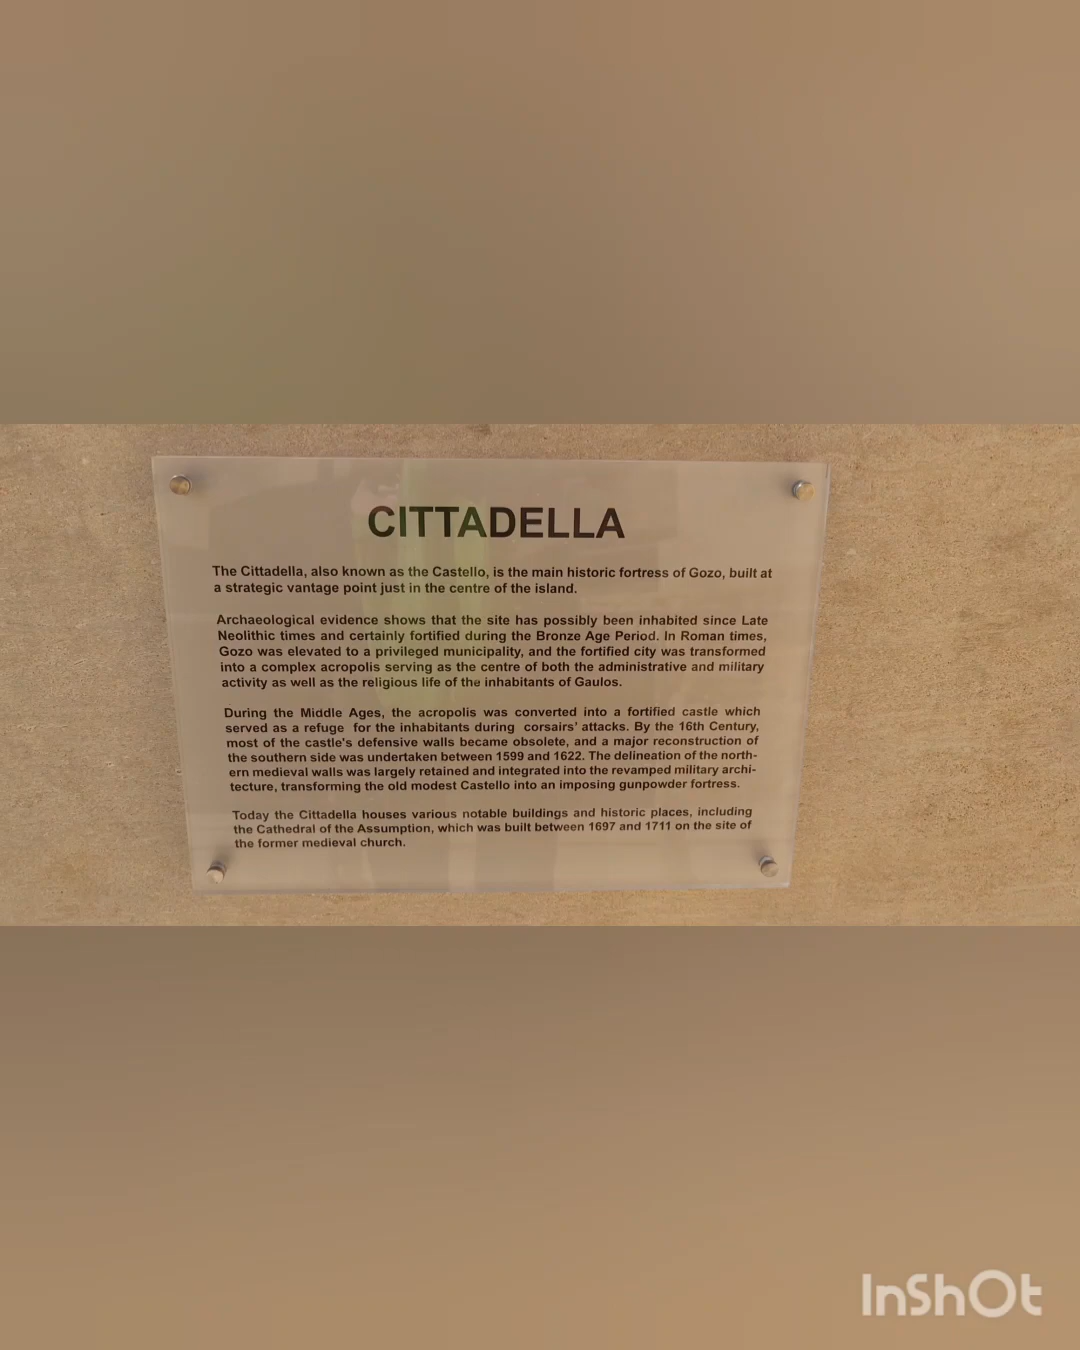 CITTADELLA
The Cittadella, also known as the Castello, is the main historic fortress of Gozo, built at
a strategic vantage point just in the centre of the island.
Archaeological evidence shows that the site has possibly been inhabited since Late
Neolithic times and certainly fortified during the Bronze Age Period. In Roman times,
Gozo was elevated to a privileged municipality, and the fortified city was transformed
into a complex acropolis serving as the centre of both the administrative and military
activity as well as the religious life of the inhabitants of Gaulos.
During the Middle Ages, the acropolis was converted into a fortified castle which
served as a refuge for the inhabitants during corsairs' attacks. By the 16th Century,
most of the castle's defensive walls became obsolete, and a major reconstruction of
the southern side was undertaken between 1599 and 1622. The delineation of the north-
ern medieval walls was largely retained and integrated into the revamped military archi-
tecture, transforming the old modest Castello into an imposing gunpowder fortress.
Today the Cittadella houses various notable buildings and historic places, including
the Cathedral of the Assumption, which was built between 1697 and 1711 on the site of
the former medieval church.
InShOt